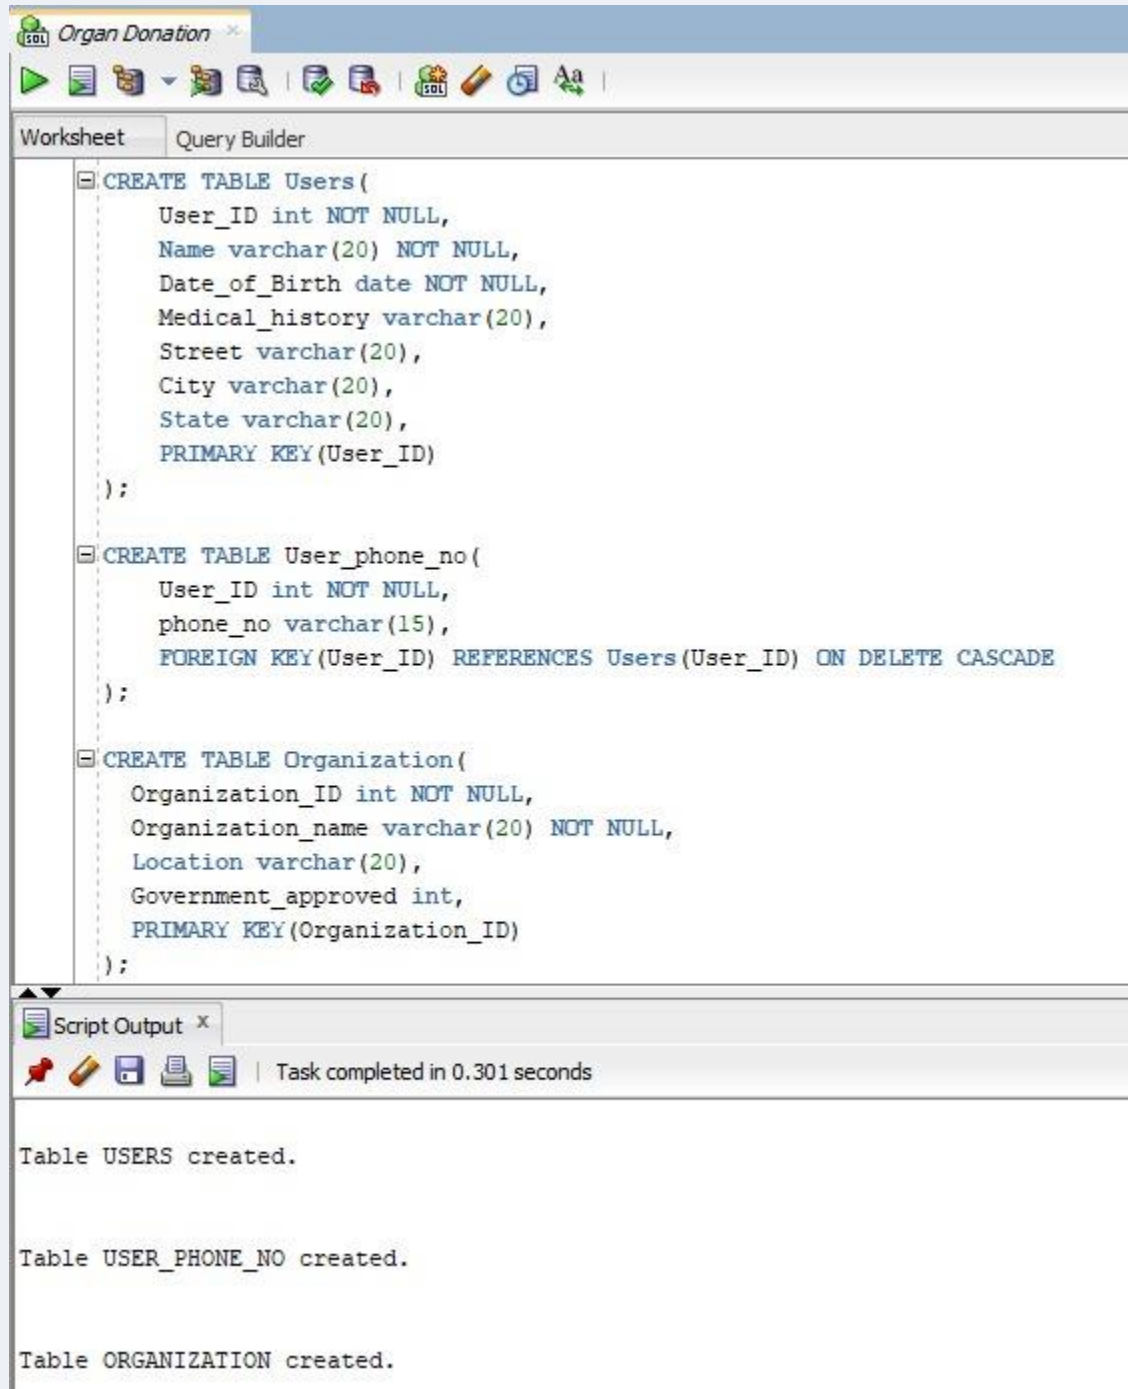 Organ Donation
Worksheet Query Builder
CREATE TABLE Users(
User_ID int NOT NULL,
Name varchar(20) NOT NULL,
Date_of_Birth date NOT NULL,
Medical_history varchar(20),
Street varchar(20),
City varchar(20),
State varchar(20),
PRIMARY KEY(User_ID)
);
CREATE TABLE User_phone_no(
User_ID int NOT NULL,
phone_no varchar(15),
FOREIGN KEY(User_ID) REFERENCES Users(User_ID) ON DELETE CASCADE
);
CREATE TABLE Organization(
Organization_ID int NOT NULL,
Organization_name varchar(20) NOT NULL,
Location varchar(20),
Government_approved int,
PRIMARY KEY(Organization_ID)
);
Script Output
Task completed in 0.301 seconds
Table USERS created.
Table USER_PHONE_NO created.
Table ORGANIZATION created.